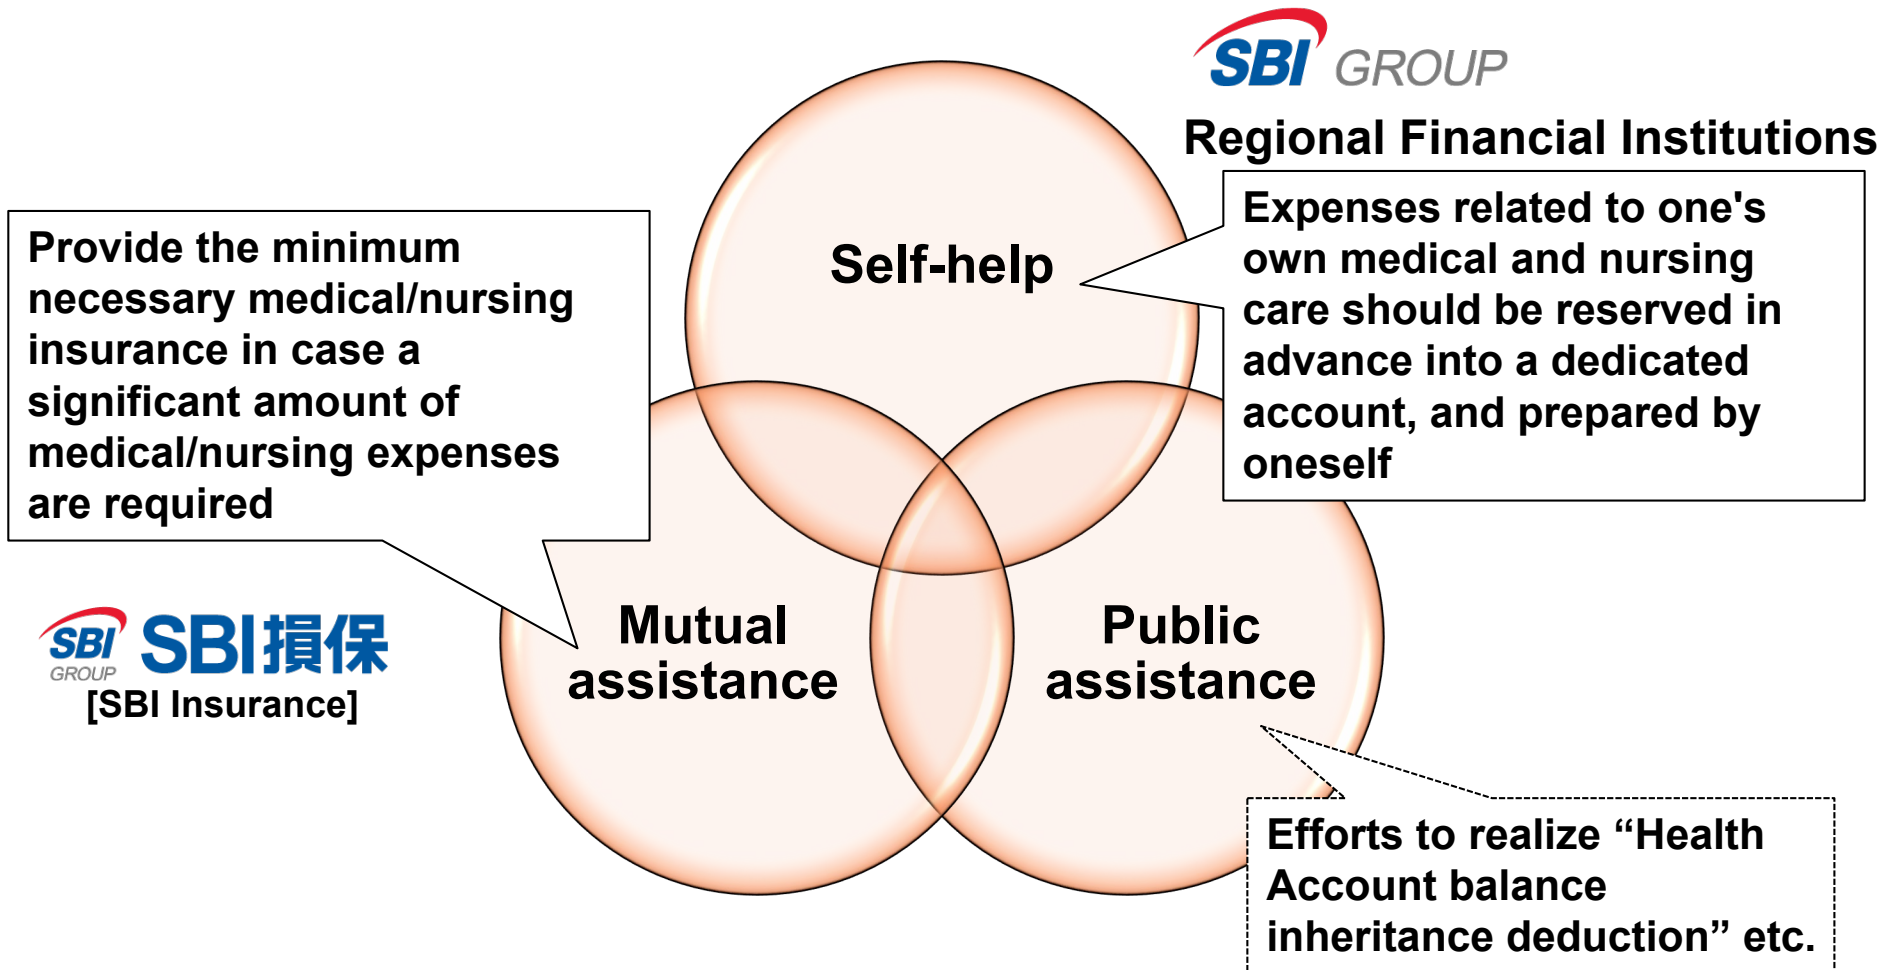 SBI GROUP
Regional Financial Institutions
Expenses related to one's
own medical and nursing
care should be reserved in
advance into a dedicated
account, and prepared by
oneself
Self-help
Provide the minimum
necessary medical/nursing
insurance in case a
significant amount of
medical/nursing expenses
are required
SBI
GROUP
SBI損保
[SBI Insurance]
Mutual
assistance
Public
assistance
Efforts to realize “Health
Account balance
inheritance deduction” etc.